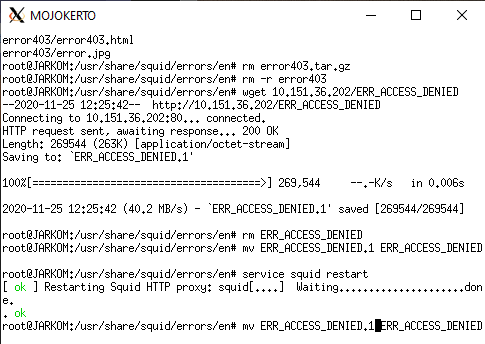 MOJOKERTO
error403/error403.html
error403/error.jpg
root@JARKOM:/usr/share/squid/errors/en# rm error403.tar.gz
root@JARKOM:/usr/share/squid/errors/en# rm -r error403
root@JARKOM:/usr/share/squid/errors/en# wget 10.151.36.202/ERR_ACCESS_DENIED
--2020-11-25 12:25:42--  http://10.151.36.202/ERR_ACCESS_DENIED
Connecting to 10.151.36.202:80... connected.
HTTP request sent, awaiting response... 200 OK
Length: 269544 (263K) [application/octet-stream]
Saving to: `ERR_ACCESS_DENIED.1'
100%[======================================>] 269,544     --.-K/s   in 0.006s
2020-11-25 12:25:42 (40.2 MB/s) - `ERR_ACCESS_DENIED.1' saved [269544/269544]
root@JARKOM:/usr/share/squid/errors/en# rm ERR_ACCESS_DENIED
root@JARKOM:/usr/share/squid/errors/en# mv ERR_ACCESS_DENIED.1 ERR_ACCESS_DENIED
root@JARKOM:/usr/share/squid/errors/en# service squid restart
[ ok ] Restarting Squid HTTP proxy: squid[....]  Waiting.....................don
e.
. ok
root@JARKOM:/usr/share/squid/errors/en# mv ERR_ACCESS_DENIED.1 ERR_ACCESS_DENIED